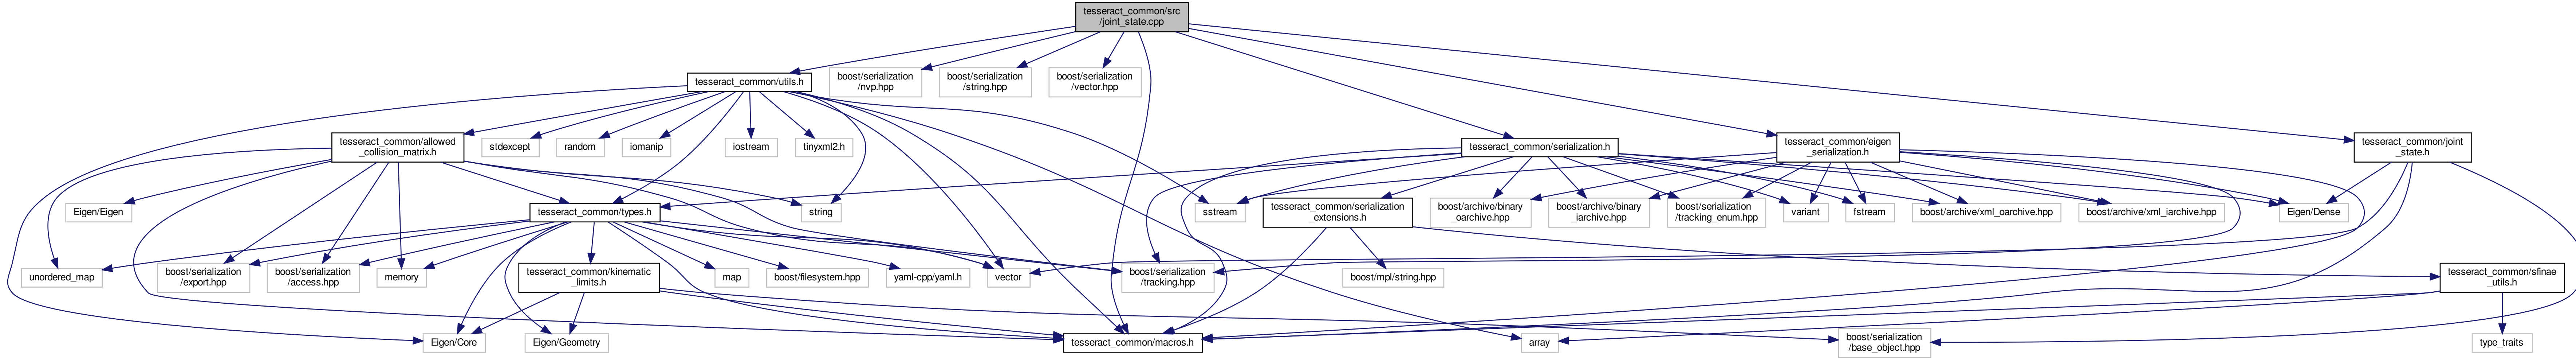 tesseract_common/src
/joint_state.cpp
tesseract_common/utils.h
boost/serialization
/nvp.hpp
boost/serialization
/string.hpp
boost/serialization
/vector.hpp
tesseract_common/allowed
_collision_matrix.h
stdexcept
random
iomanip
iostream
tinyxml2.h
tesseract_common/serialization.h
tesseract_common/eigen
_serialization.h
tesseract_common/joint
_state.h
Eigen/Eigen
tesseract_common/types.h
string
sstream
tesseract_common/serialization
_extensions.h
boost/archive/binary
_oarchive.hpp
boost/archive/binary
_iarchive.hpp
boost/serialization
/tracking_enum.hpp
variant
fstream
boost/archive/xml_oarchive.hpp
boost/archive/xml_iarchive.hpp
Eigen/Dense
unordered_map
boost/serialization
/export.hpp
boost/serialization
/access.hpp
memory
tesseract_common/kinematic
_limits.h
map
boost/filesystem.hpp
yaml-cpp/yaml.h
vector
boost/serialization
/tracking.hpp
boost/mpl/string.hpp
tesseract_common/sfinae
_utils.h
Eigen/Core
Eigen/Geometry
tesseract_common/macros.h
array
boost/serialization
/base_object.hpp
type_traits